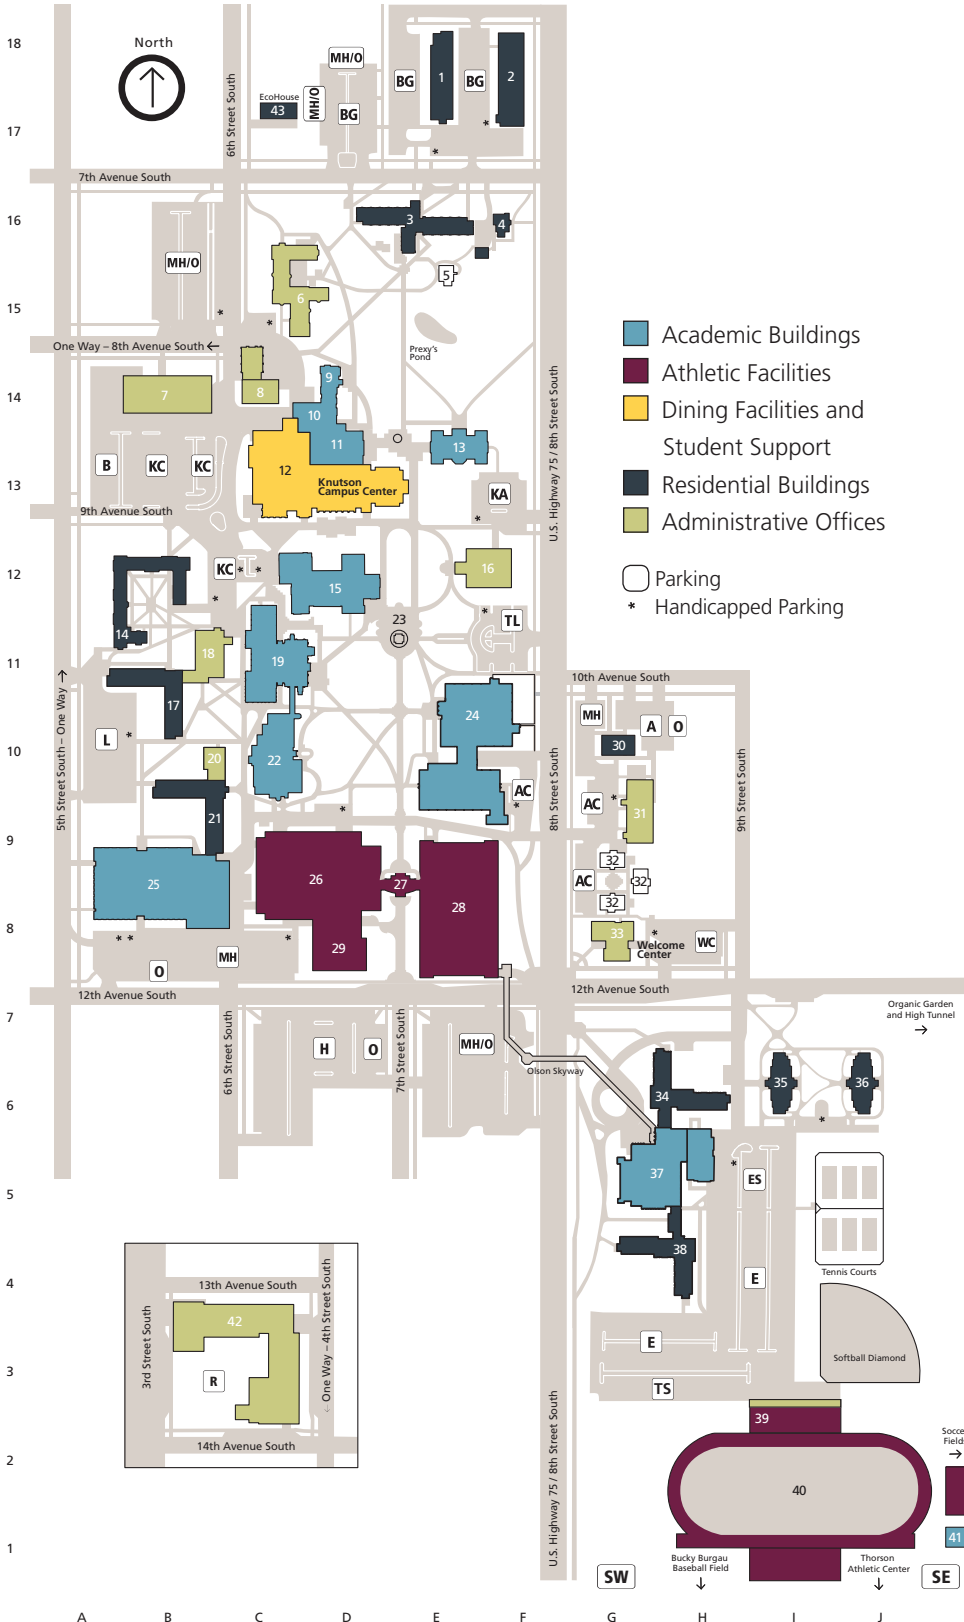 18
North
MH/O
BG
1
BG
2
EcoHouse
43
MH/O
BG
6th Street South
17
*
*
7th Avenue South
16
3
4
MH/O
5
15
6
*
*
One Way – 8th Avenue South ←
Prexy's
Pond
Academic Buildings
Athletic Facilities
Dining Facilities and
Student Support
Residential Buildings
Administrative Offices
Parking
* Handicapped Parking
U.S. Highway 75 / 8th Street South
14
7
8
9
10
11
13
B
KC
KC
12
Knutson
Campus Center
13
KA
9th Avenue South
*
12
KC
*
*
15
16
*
14
23
*
TL
11
18
19
10th Avenue South
5th Street South – One Way →
17
24
MH
A
O
L
*
30
10
20
22
AC
*
AC
*
31
8th Street South
9th Street South
21
*
9
32
25
26
27
28
AC
32
32
8
33
*
Welcome
Center
WC
*
*
*
29
O
MH
12th Avenue South
12th Avenue South
7
Organic Garden
and High Tunnel
→
6th Street South
H
O
7th Street South
MH/O
Olson Skyway
35
36
6
34
*
37
*
5
ES
38
Tennis Courts
4
13th Avenue South
E
3rd Street South
42
← One Way – 4th Street South
E
Softball Diamond
3
R
TS
14th Avenue South
39
2
Socce
Fields
→
U.S. Highway 75 / 8th Street South
40
41
1
Bucky Burgau
Baseball Field
↓
Thorson
Athletic Center
↓
SW
SE
A B C D E F G H I J